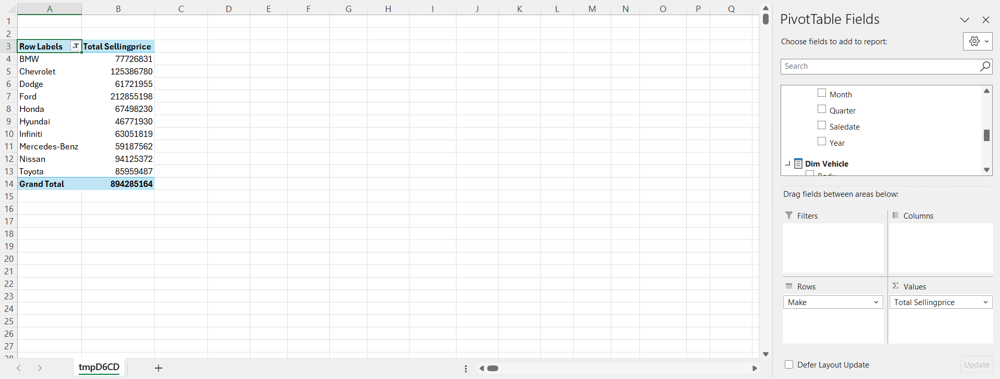 A B C D E F G H I J K L M N O P Q
1
2
3 Row Labels Total Sellingprice
4 BMW 77726831
5 Chevrolet 125386780
6 Dodge 61721955
7 Ford 212855198
8 Honda 67498230
9 Hyundai 46771930
10 Infiniti 63051819
11 Mercedes-Benz 59187562
12 Nissan 94125372
13 Toyota 85959487
14 Grand Total 894285164
15
16
17
18
19
20
21
22
23
24
25
26
27
28
tmpD6CD
PivotTable Fields
Choose fields to add to report:
Search
Month
Quarter
Saledate
Year
Dim Vehicle
Body
Drag fields between areas below:
Filters
Columns
Rows
Σ Values
Make
Total Sellingprice
Defer Layout Update
Update